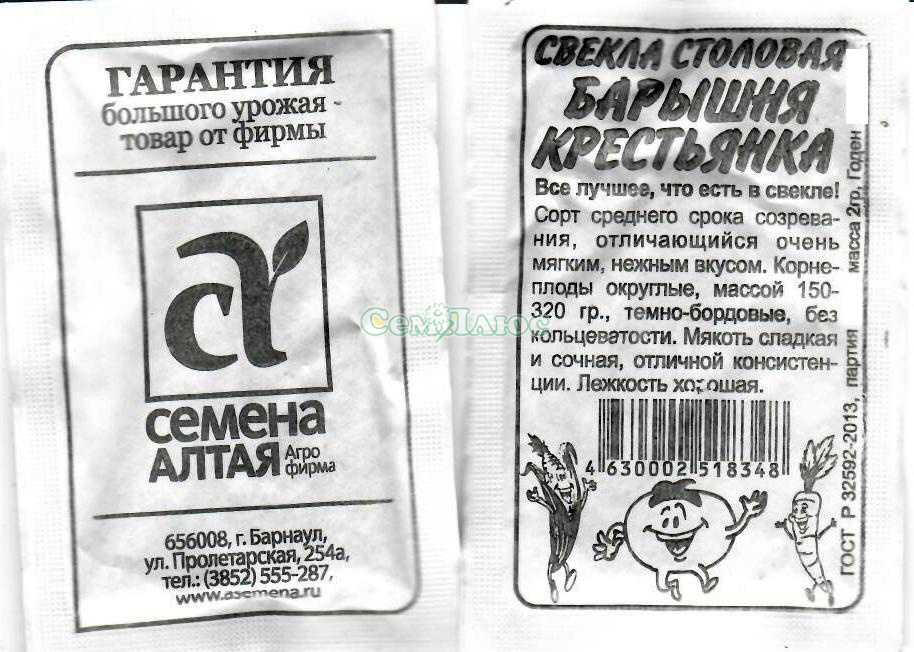 ГАРАНТИЯ
большого урожая -
товар от фирмы
семена
АЛТАЯ Агро
фирма
656008, г. Барнаул,
ул. Пролетарская, 254а,
тел.: (3852) 555-287,
www.asemena.ru
СемПлюс
СВЕКЛА СТОЛОВАЯ
БАРЫШНЯ
КРЕСТЬЯНКА
Все лучшее, что есть в свекле!
Сорт среднего срока созрева-
ния, отличающийся очень
мягким, нежным вкусом. Корне-
плоды округлые, массой 150-
320 гр., темно-бордовые, без
кольцеватости. Мякоть сладкая
и сочная, отличной консистен-
ции. Лежкость хорошая.
4 630002 518348
ГОСТ Р 32592-2013, партия масса 2гр. Годен